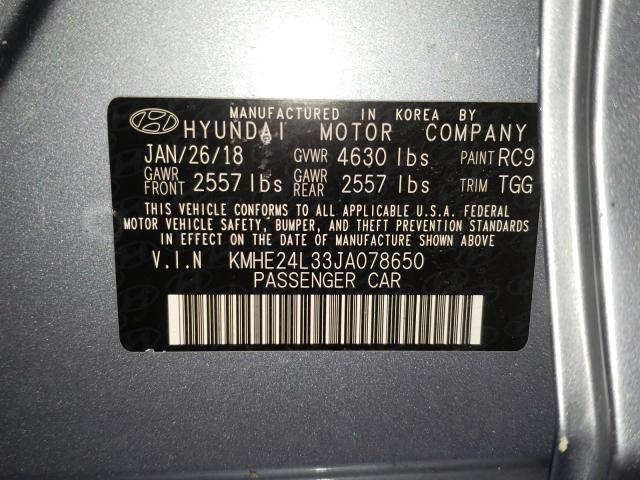 MANUFACTURED IN KOREA BY
HYUNDAI MOTOR COMPANY
JAN/26/18 GVWR 4630 lbs PAINT RC9
GAWR FRONT 2557 lbs GAWR REAR 2557 lbs TRIM TGG
THIS VEHICLE CONFORMS TO ALL APPLICABLE U.S.A. FEDERAL
MOTOR VEHICLE SAFETY, BUMPER, AND THEFT PREVENTION STANDARDS
IN EFFECT ON THE DATE OF MANUFACTURE SHOWN ABOVE
V.I.N KMHE24L33JA078650
PASSENGER CAR